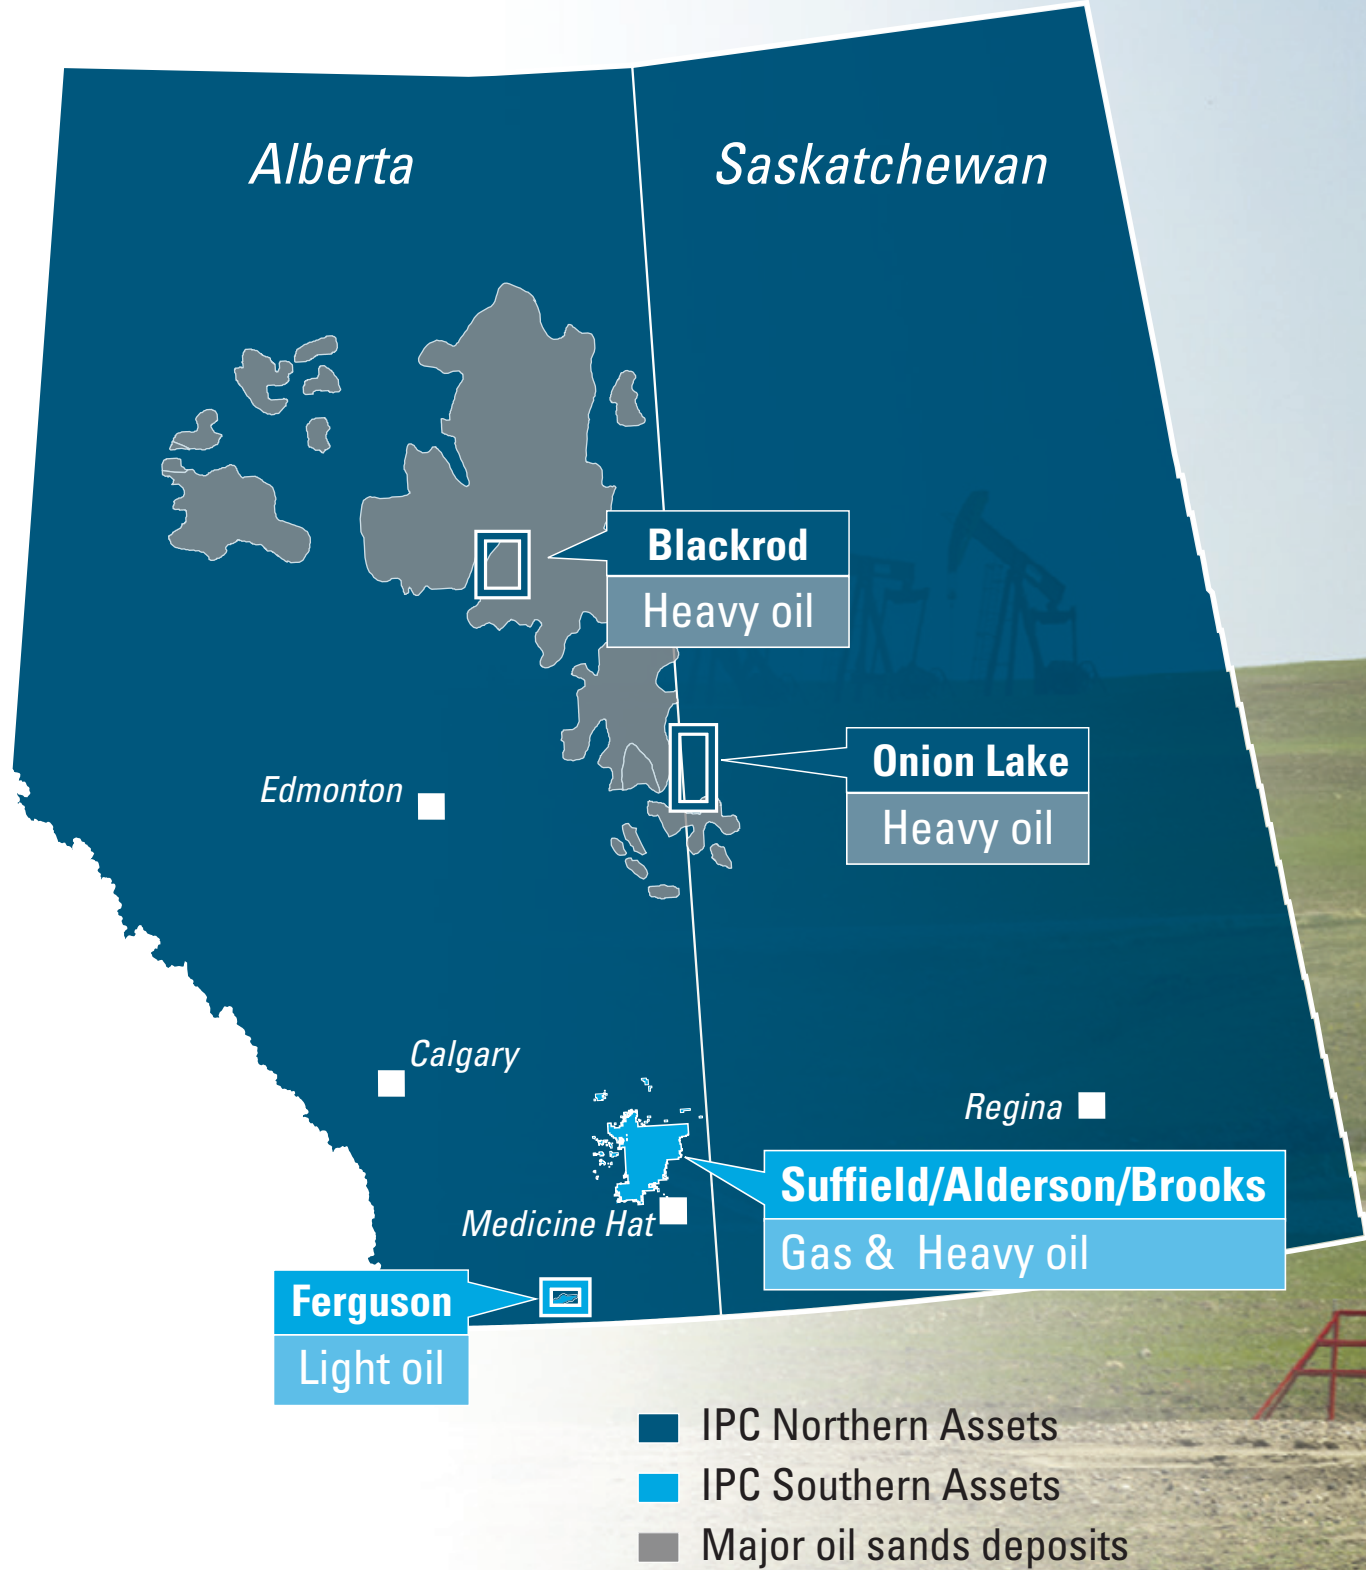 Alberta
Saskatchewan
Blackrod
Heavy oil
Onion Lake
Heavy oil
Edmonton
Calgary
Regina
Suffield/Alderson/Brooks
Gas & Heavy oil
Medicine Hat
Ferguson
Light oil
IPC Northern Assets
IPC Southern Assets
Major oil sands deposits